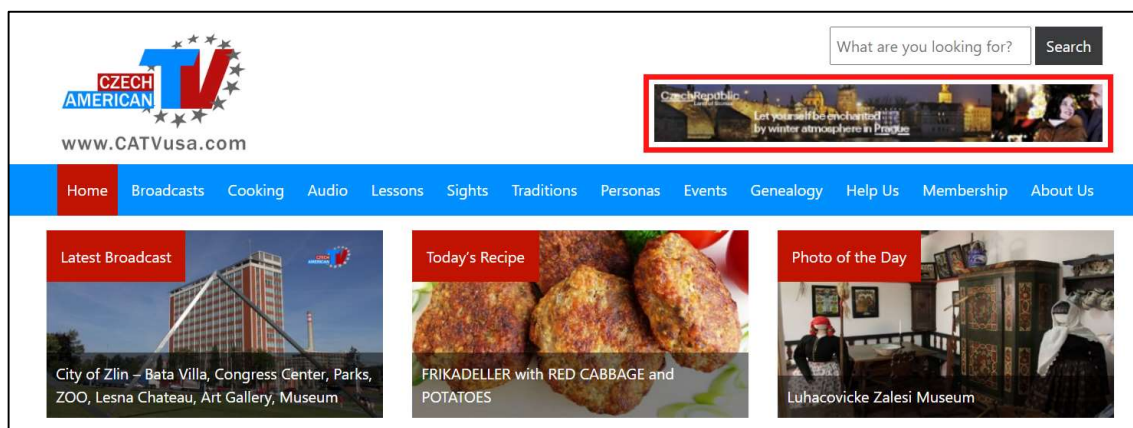 CZECH
AMERICAN
TV
www.CATVusa.com
What are you looking for?
Search
CzechRepublic
Let yourself be enchanted
by winter atmosphere in Prague
Home
Broadcasts
Cooking
Audio
Lessons
Sights
Traditions
Personas
Events
Genealogy
Help Us
Membership
About Us
Latest Broadcast
City of Zlin – Bata Villa, Congress Center, Parks,
ZOO, Lesna Chateau, Art Gallery, Museum
Today's Recipe
FRIKADELLER with RED CABBAGE and
POTATOES
Photo of the Day
Luhacovicke Zalesi Museum